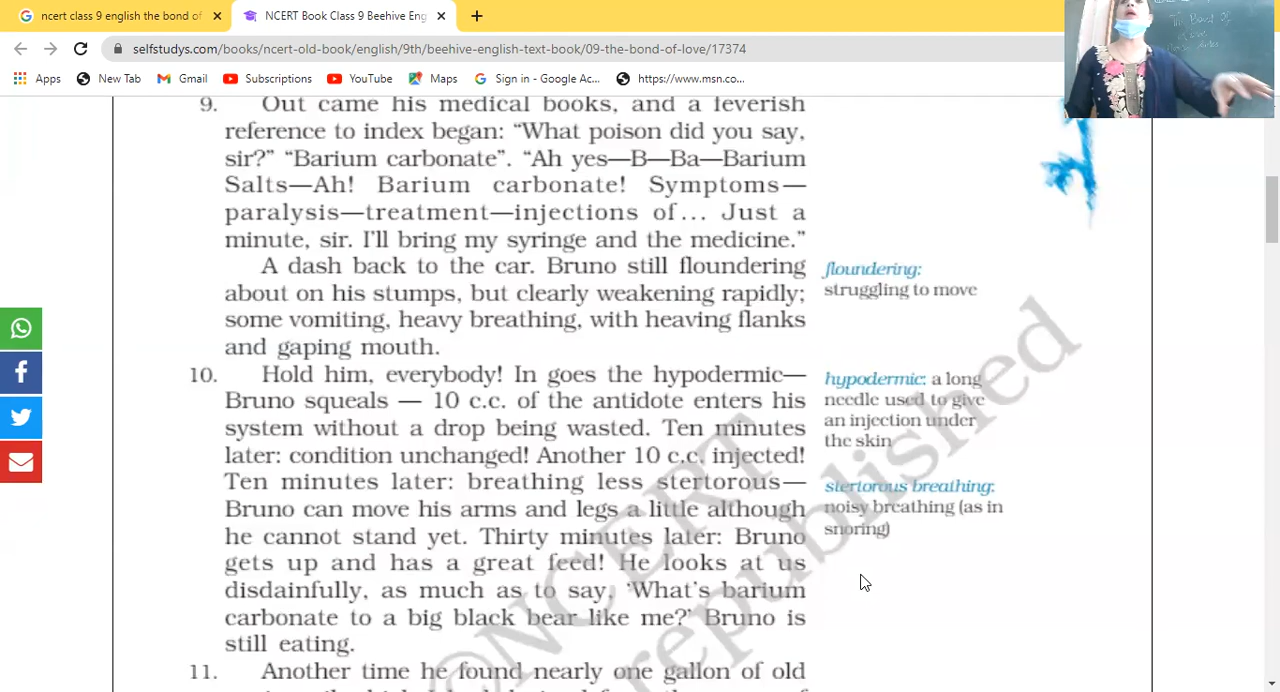 ncert class 9 english the bond of
NCERT Book Class 9 Beehive Eng
selfstudys.com/books/ncert-old-book/english/9th/beehive-english-text-book/09-the-bond-of-love/17374
Apps New Tab Gmail Subscriptions YouTube Maps Sign in - Google Ac... https://www.msn.co...
9. Out came his medical books, and a feverish
reference to index began: “What poison did you say,
sir?” “Barium carbonate”. “Ah yes—B—Ba—Barium
Salts—Ah! Barium carbonate! Symptoms—
paralysis—treatment—injections of... Just a
minute, sir. I’ll bring my syringe and the medicine.”
A dash back to the car. Bruno still floundering
about on his stumps, but clearly weakening rapidly;
some vomiting, heavy breathing, with heaving flanks
and gaping mouth.
floundering:
struggling to move
10. Hold him, everybody! In goes the hypodermic—
Bruno squeals — 10 c.c. of the antidote enters his
system without a drop being wasted. Ten minutes
later: condition unchanged! Another 10 c.c. injected!
Ten minutes later: breathing less stertorous—
Bruno can move his arms and legs a little although
he cannot stand yet. Thirty minutes later: Bruno
gets up and has a great feed! He looks at us
disdainfully, as much as to say, ‘What’s barium
carbonate to a big black bear like me?’ Bruno is
still eating.
hypodermic: a long
needle used to give
an injection under
the skin
stertorous breathing:
noisy breathing (as in
snoring)
11. Another time he found nearly one gallon of old
©NCERT
republished